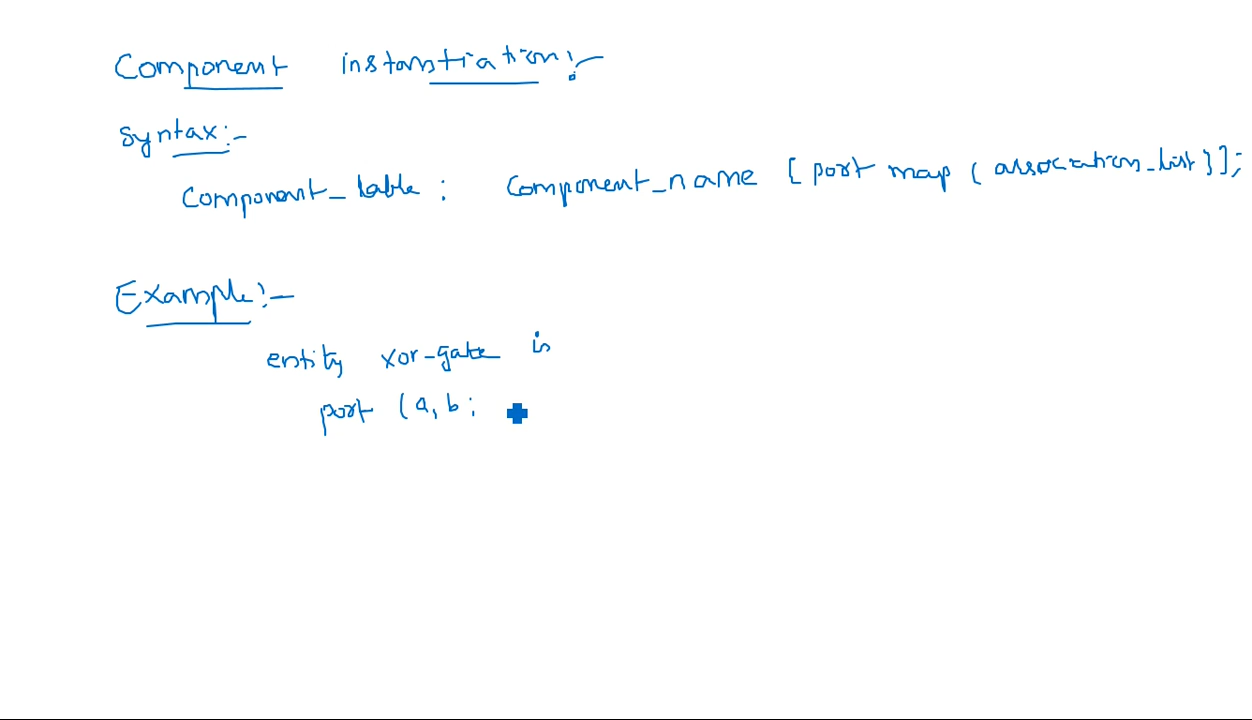 Component instantiation:-
Syntax:-
Component_lable : Component_name [port map ( association_list)];
Example:-
entity xor-gate is
port (a, b :